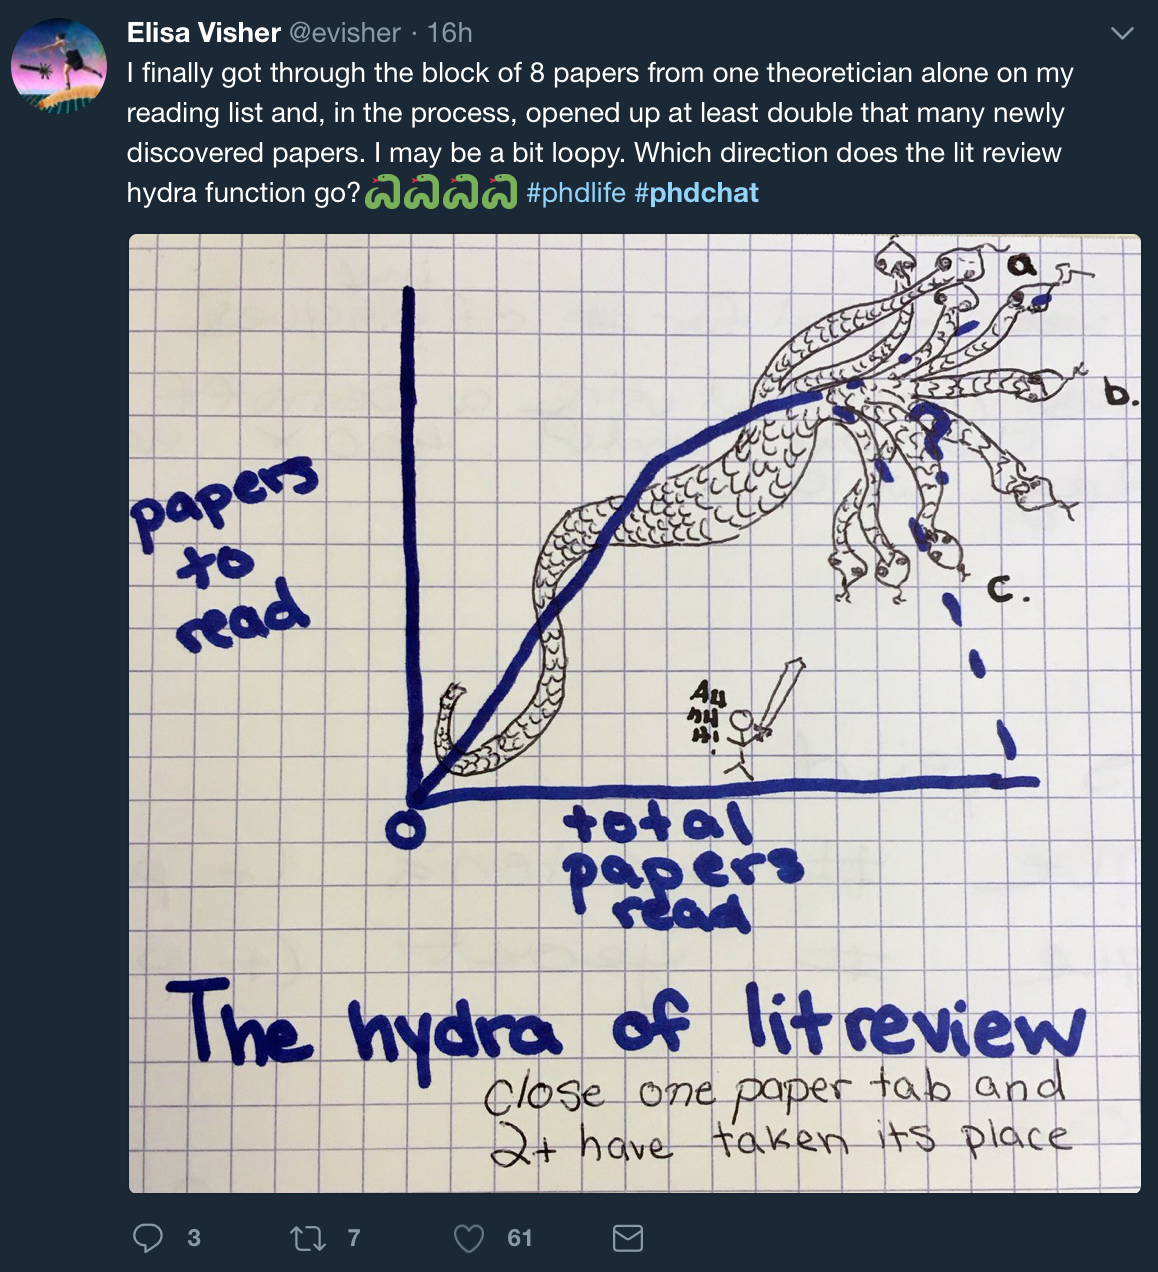 Elisa Visher @evisher · 16h
I finally got through the block of 8 papers from one theoretician alone on my
reading list and, in the process, opened up at least double that many newly
discovered papers. I may be a bit loopy. Which direction does the lit review
hydra function go?🐍🐍🐍🐍 #phdlife #phdchat
a
b.
?
c.
papers
to
read
O
total
papers
read
The hydra of lit review
close one paper tab and
2+ have taken its place
3 7 61